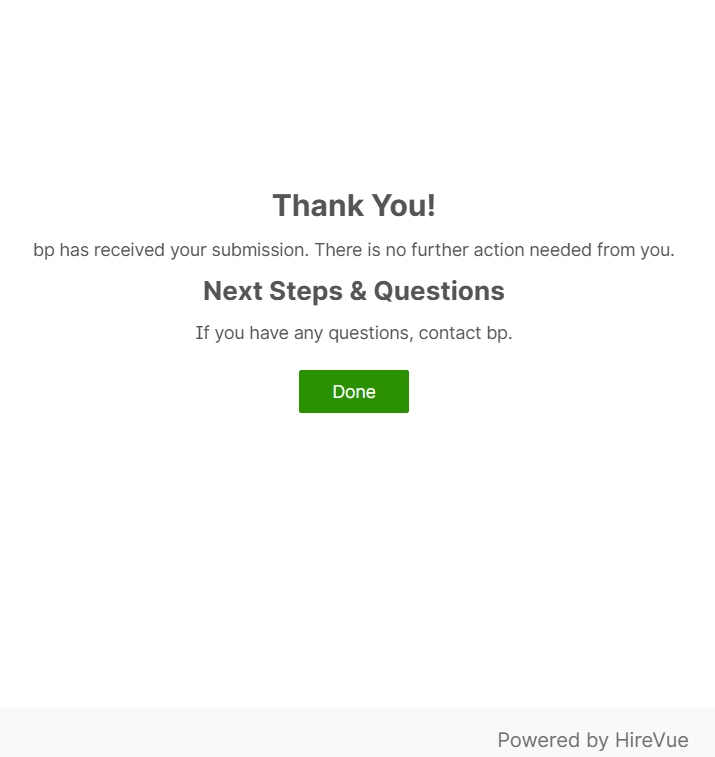 Thank You!
bp has received your submission. There is no further action needed from you.
Next Steps & Questions
If you have any questions, contact bp.
Done
Powered by HireVue